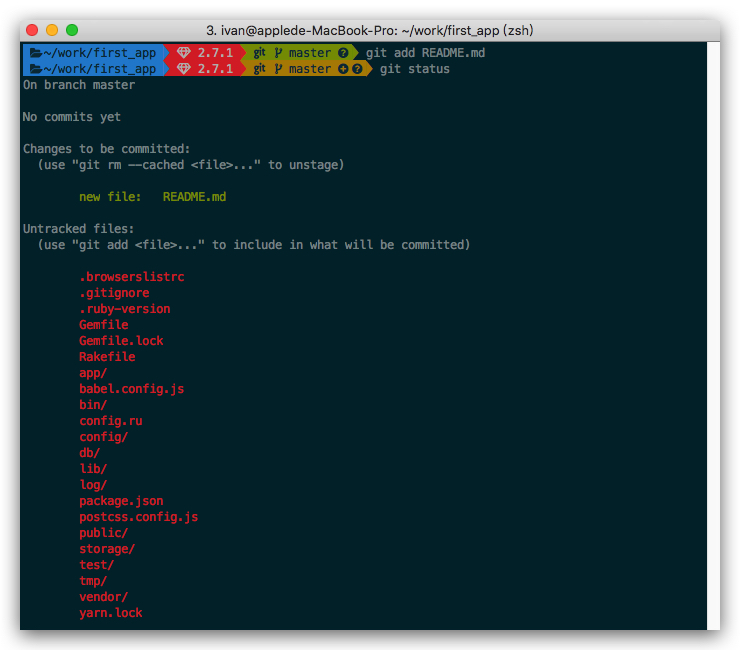 3. ivan@applede-MacBook-Pro: ~/work/first_app (zsh)
~/work/first_app 2.7.1 git master ? git add README.md
~/work/first_app 2.7.1 git master + ? git status
On branch master
No commits yet
Changes to be committed:
(use "git rm --cached <file>..." to unstage)
new file: README.md
Untracked files:
(use "git add <file>..." to include in what will be committed)
.browserslistrc
.gitignore
.ruby-version
Gemfile
Gemfile.lock
Rakefile
app/
babel.config.js
bin/
config.ru
config/
db/
lib/
log/
package.json
postcss.config.js
public/
storage/
test/
tmp/
vendor/
yarn.lock